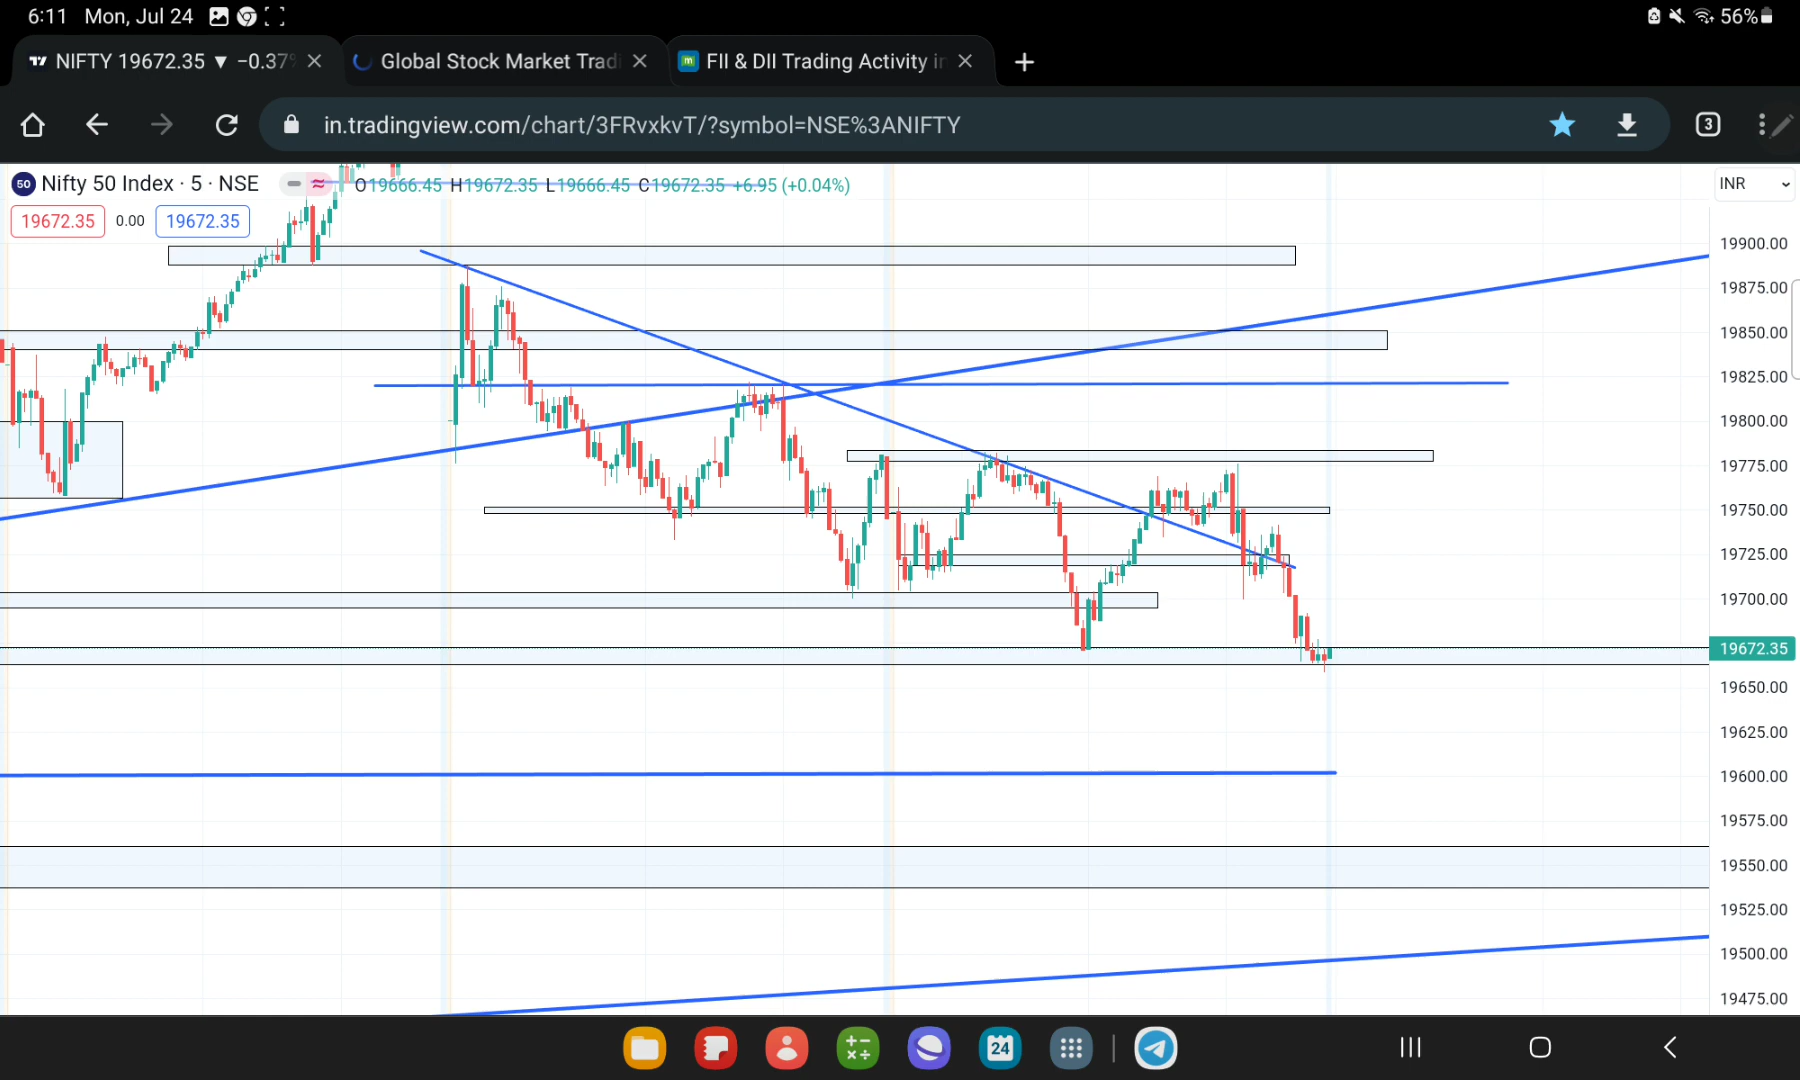 6:11 Mon, Jul 24 56%
NIFTY 19672.35 ▼ −0.37%
Global Stock Market Tradi
FII & DII Trading Activity in
in.tradingview.com/chart/3FRvxkvT/?symbol=NSE%3ANIFTY
3
50 Nifty 50 Index · 5 · NSE
O19666.45 H19672.35 L19666.45 C19672.35 +6.95 (+0.04%)
INR
19672.35 0.00 19672.35
19900.00
19875.00
19850.00
19825.00
19800.00
19775.00
19750.00
19725.00
19700.00
19672.35
19650.00
19625.00
19600.00
19575.00
19550.00
19525.00
19500.00
19475.00
24